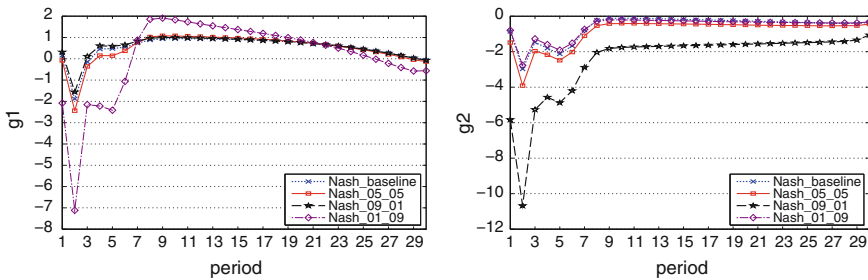 g1
2
1
0
−1
−2
−3
−4
−5
−6
−7
−8
1 3 5 7 9 11 13 15 17 19 21 23 25 27 29
period
Nash_baseline
Nash_05_05
Nash_09_01
Nash_01_09
g2
0
−2
−4
−6
−8
−10
−12
1 3 5 7 9 11 13 15 17 19 21 23 25 27 29
period
Nash_baseline
Nash_05_05
Nash_09_01
Nash_01_09